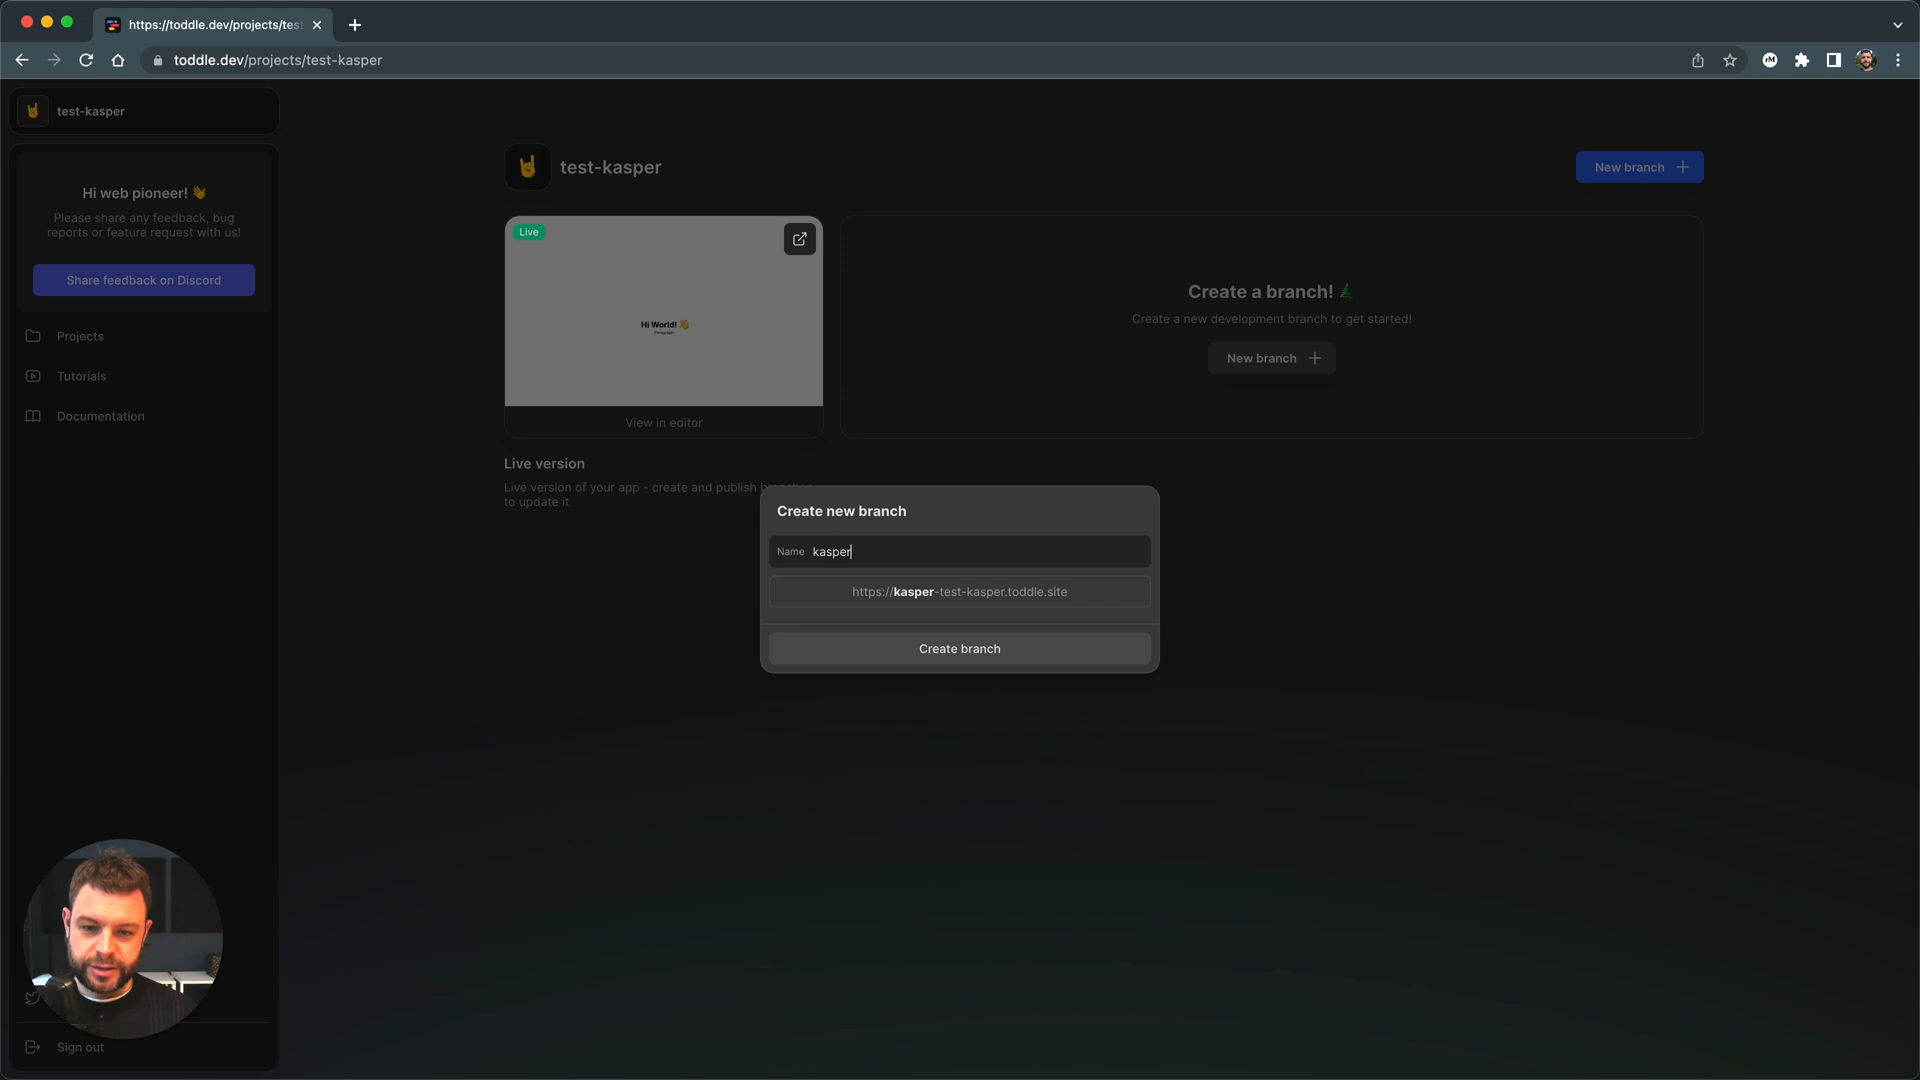 https://toddle.dev/projects/tes
toddle.dev/projects/test-kasper
test-kasper
Hi web pioneer! 👋
Please share any feedback, bug
reports or feature request with us!
Share feedback on Discord
Projects
Tutorials
Documentation
Sign out
test-kasper
New branch
Live
Hi World! 👋
Paragraph
View in editor
Live version
Live version of your app - create and publish
to update it
Create a branch! 🌲
Create a new development branch to get started!
New branch
Create new branch
Name kasper
https://kasper-test-kasper.toddle.site
Create branch